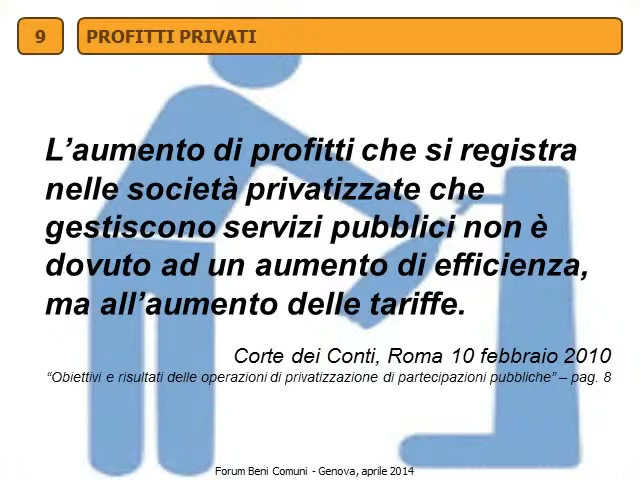 9
PROFITTI PRIVATI
L’aumento di profitti che si registra
nelle società privatizzate che
gestiscono servizi pubblici non è
dovuto ad un aumento di efficienza,
ma all’aumento delle tariffe.
Corte dei Conti, Roma 10 febbraio 2010
“Obiettivi e risultati delle operazioni di privatizzazione di partecipazioni pubbliche” – pag. 8
Forum Beni Comuni - Genova, aprile 2014